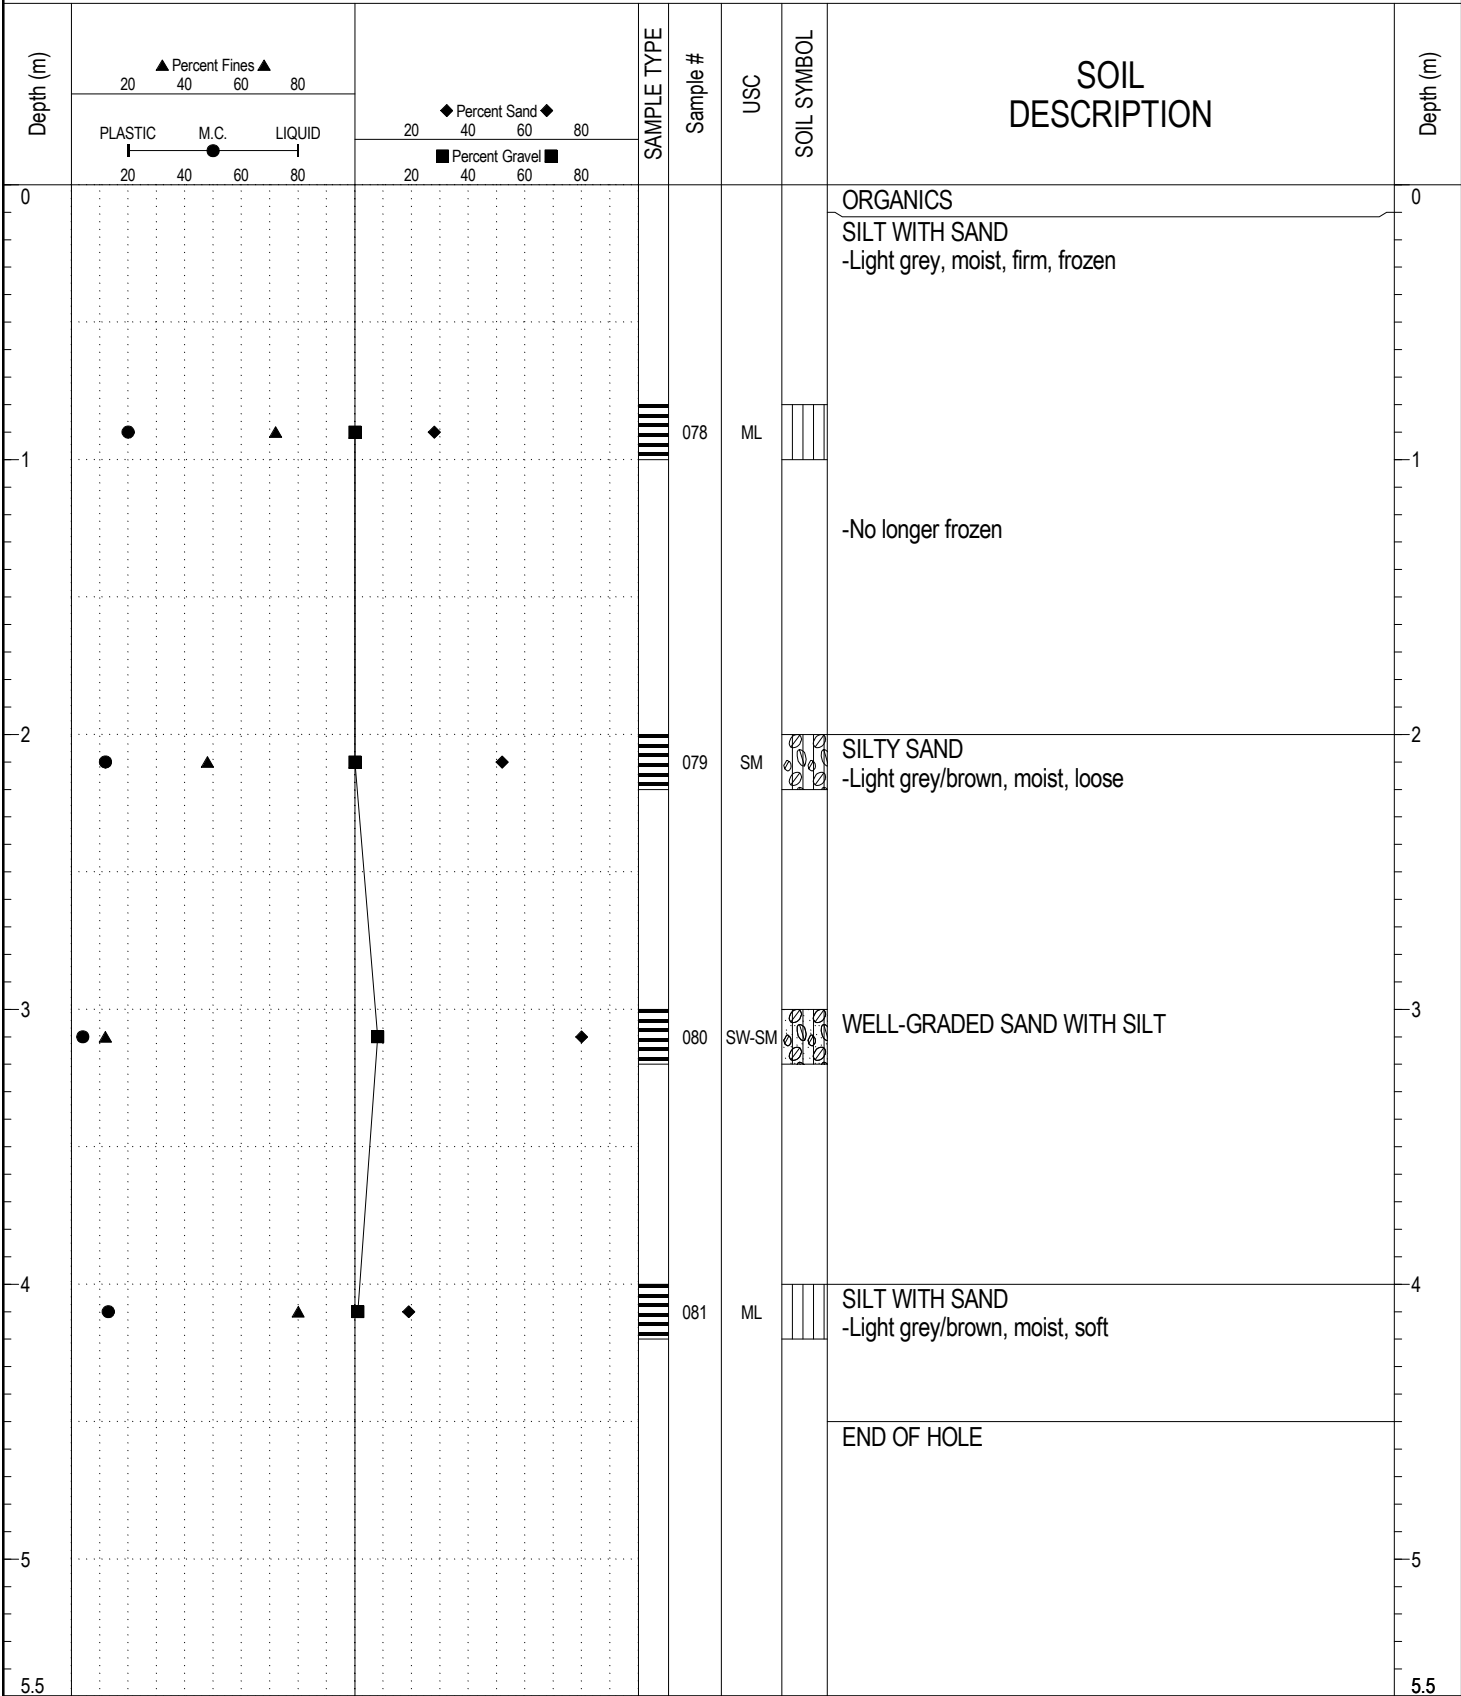 Depth (m)
▲ Percent Fines ▲
20 40 60 80
PLASTIC M.C. LIQUID
20 40 60 80
◆ Percent Sand ◆
20 40 60 80
■ Percent Gravel ■
20 40 60 80
SAMPLE TYPE
Sample #
USC
SOIL SYMBOL
SOIL
DESCRIPTION
Depth (m)
0 ORGANICS 0
SILT WITH SAND
-Light grey, moist, firm, frozen
078 ML
1 1
-No longer frozen
2 2
SILTY SAND
079 SM
-Light grey/brown, moist, loose
3 3
WELL-GRADED SAND WITH SILT
080 SW-SM
4 4
SILT WITH SAND
081 ML
-Light grey/brown, moist, soft
END OF HOLE
5 5
5.5 5.5